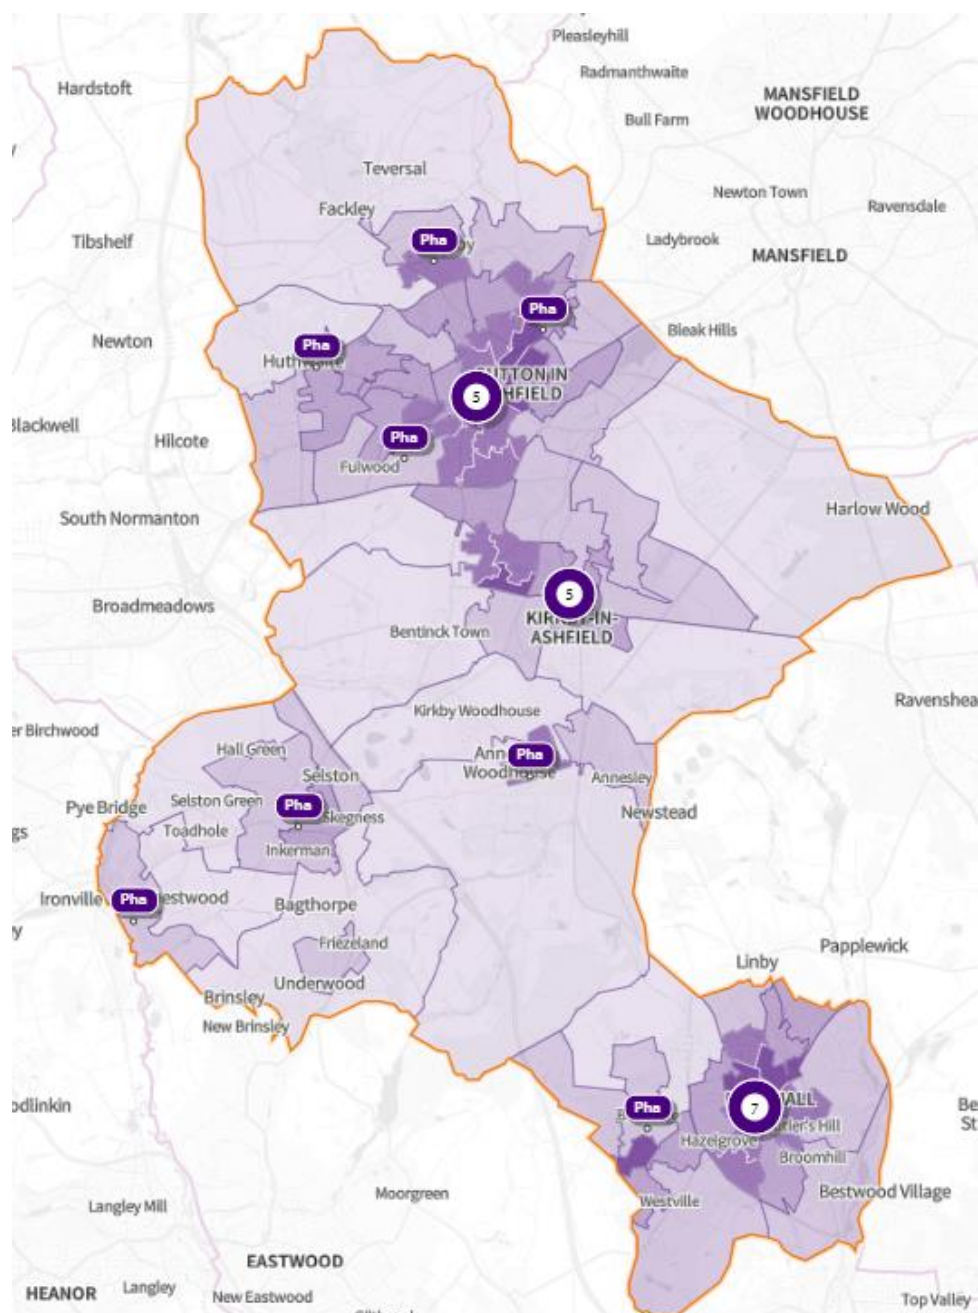 Pleasleyhill
Radmanthwaite
Hardstoft
MANSFIELD
WOODHOUSE
Bull Farm
Teversal
Newton Town
Ravensdale
Fackley
Tibshelf
Pha
Ladybrook
MANSFIELD
Pha
Newton
Pha
Bleak Hills
SUTTON IN
5
Blackwell
Hilcote
Pha
Fulwood
South Normanton
Harlow Wood
5
Broadmeadows
Bentinck Town
ASHFIELD
Kirkby Woodhouse
Birchwood
Hall Green
Pha
Selston
Annesley
Pye Bridge
Selston Green
Pha
Skegness
Newstead
Toadhole
Inkerman
Ironville
Pha
Bagthorpe
Friezeland
Papplewick
Linby
Underwood
Brinsley
New Brinsley
Pha
7
Hazelgrove
Broomhill
Moorgreen
Westville
Bestwood Village
Langley Mill
EASTWOOD
HEANOR
Langley
New Eastwood
Top Valley